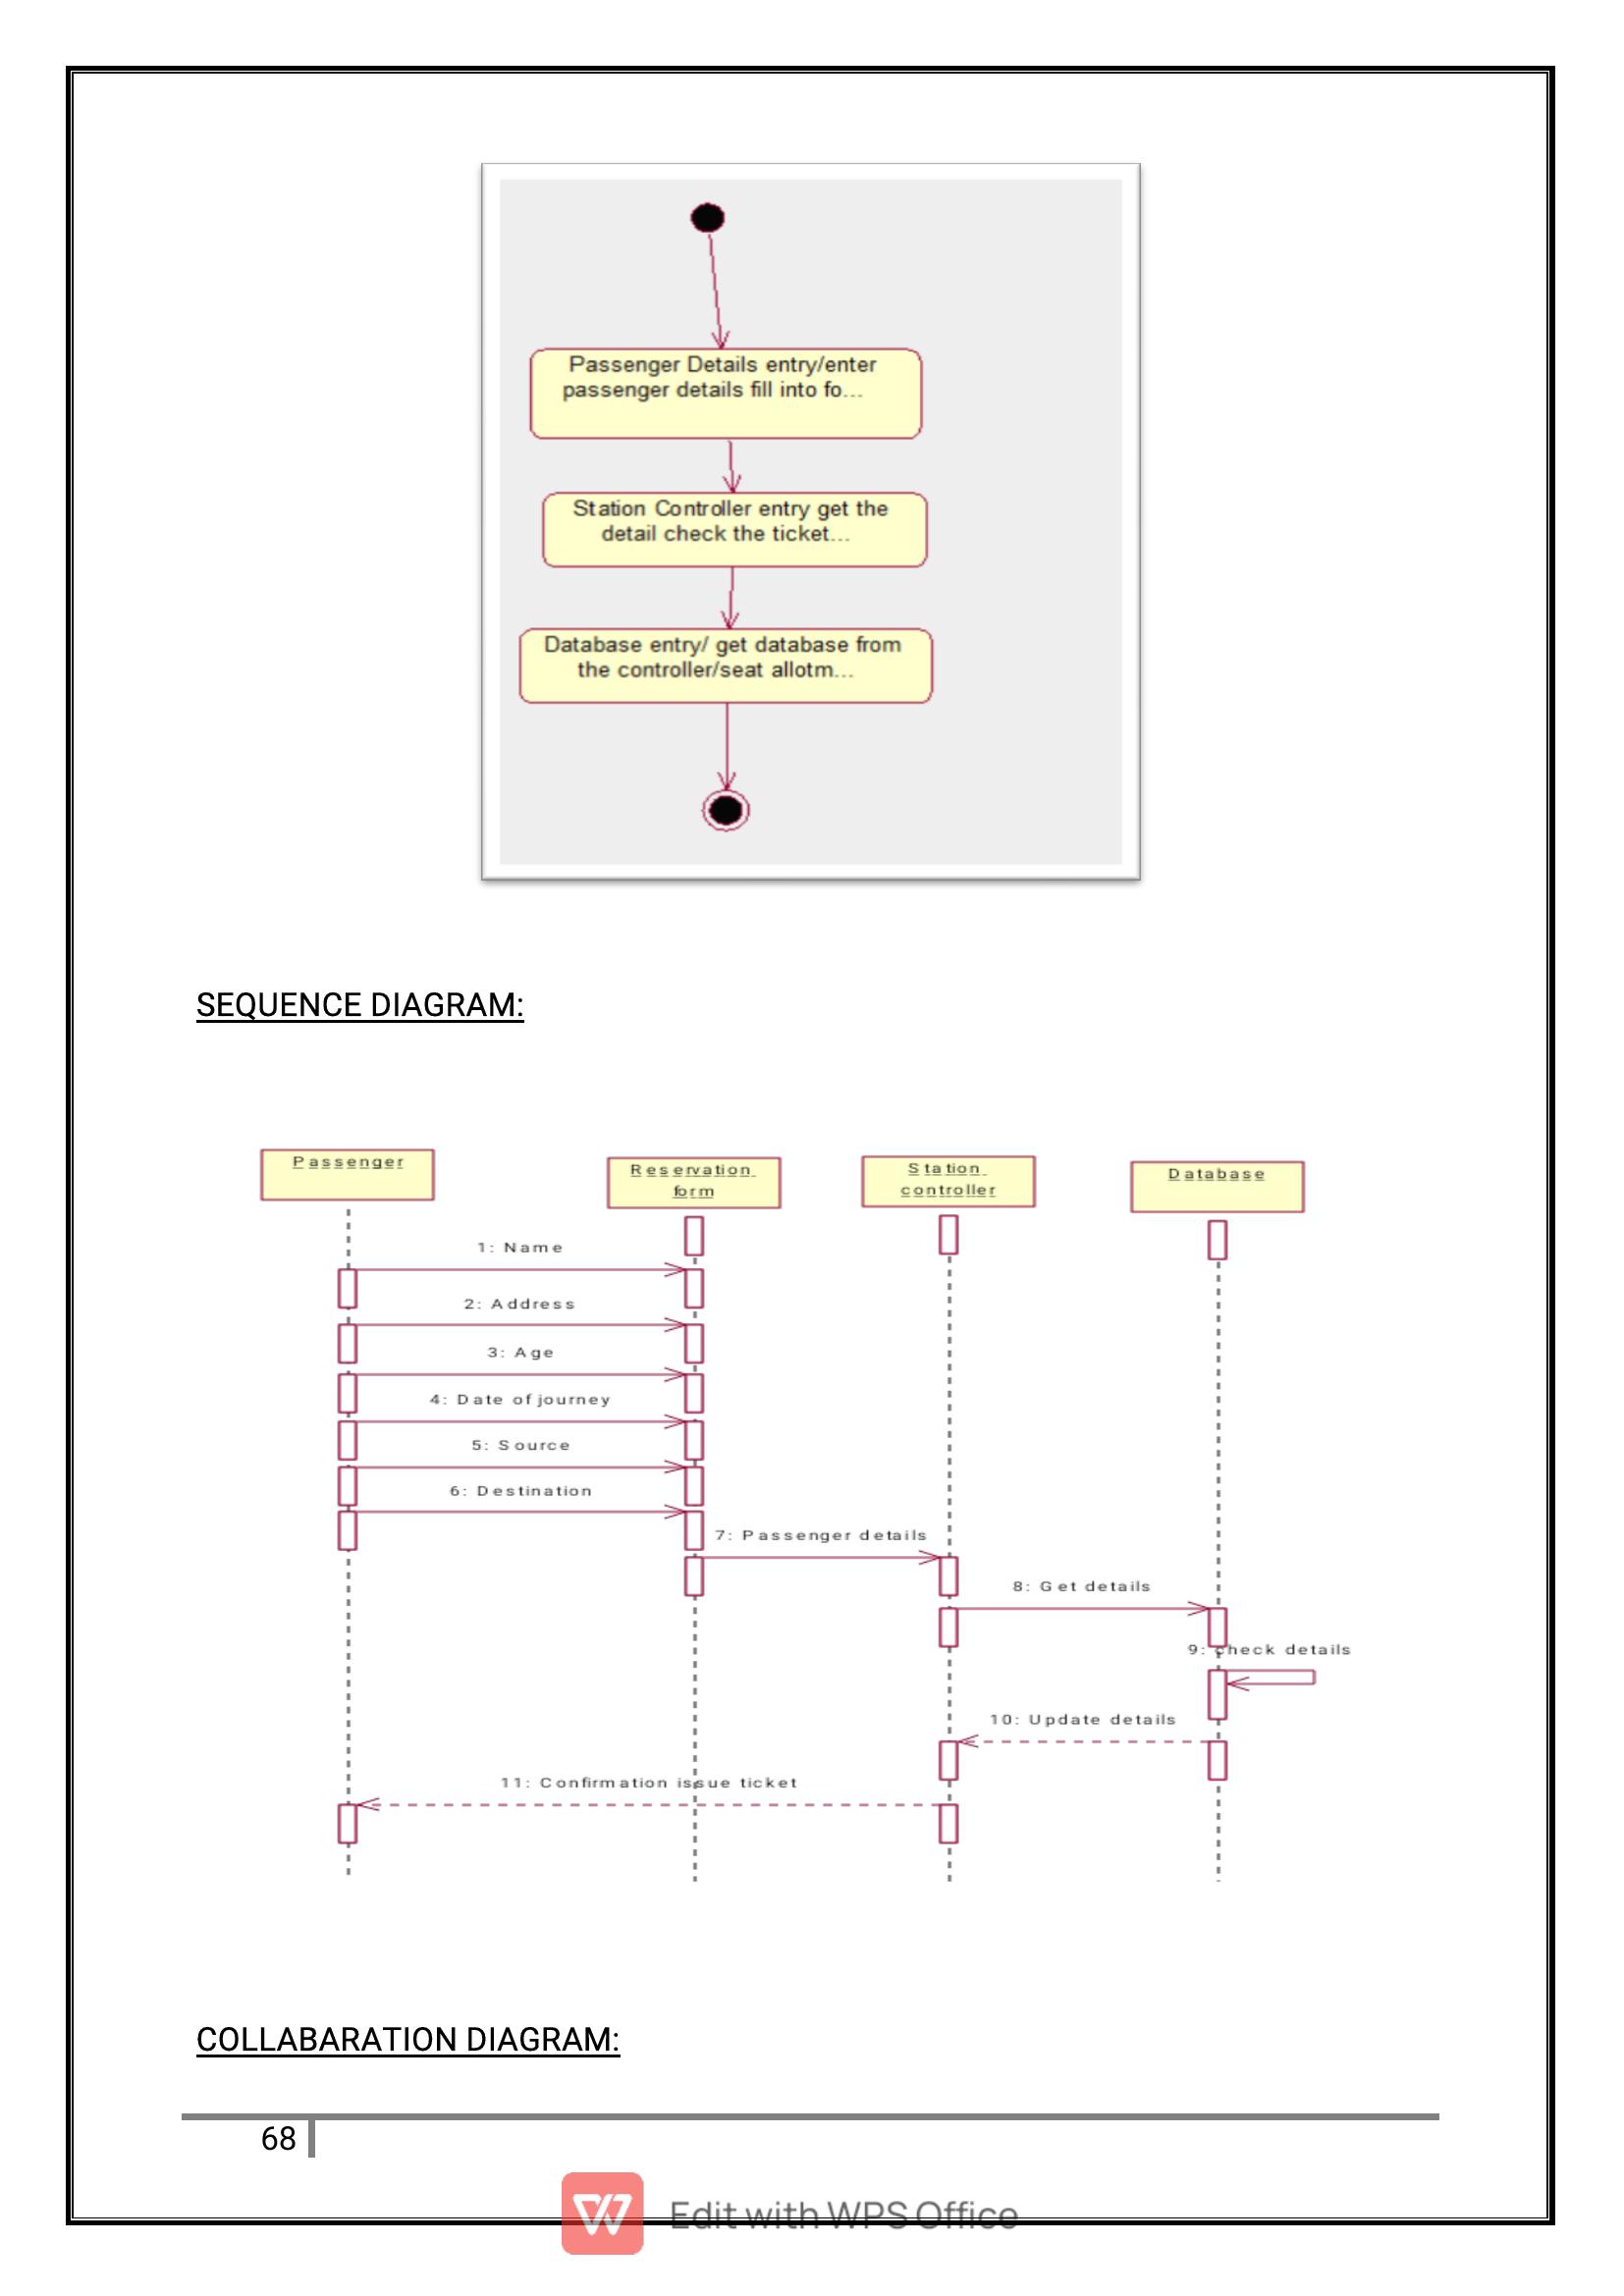 Passenger Details entry/enter
passenger details fill into fo...
Station Controller entry get the
detail check the ticket...
Database entry/ get database from
the controller/seat allotm...
SEQUENCE DIAGRAM:
Passenger
Reservation
form
Station
controller
Database
1: Name
2: Address
3: Age
4: Date of journey
5: Source
6: Destination
7: Passenger details
8: Get details
9: check details
10: Update details
11: Confirmation issue ticket
COLLABARATION DIAGRAM:
68
Edit with WPS Office